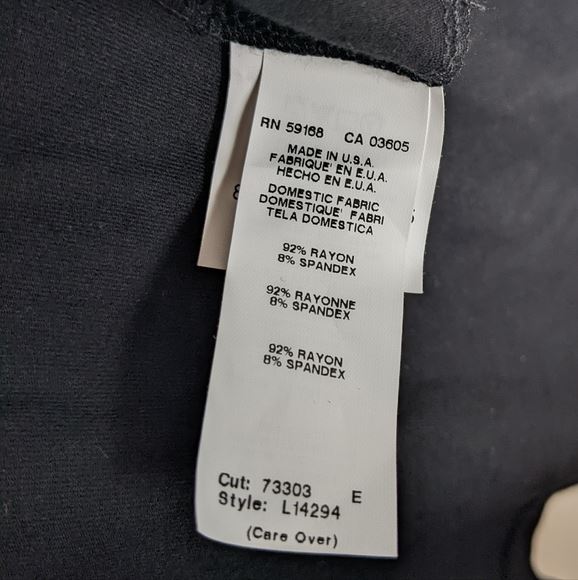 RN 59168 CA 03605
MADE IN U.S.A.
FABRIQUE' EN E.U.A.
HECHO EN E.U.A.
DOMESTIC FABRIC
DOMESTIQUE' FABRI
TELA DOMESTICA
92% RAYON
8% SPANDEX
92% RAYONNE
8% SPANDEX
92% RAYON
8% SPANDEX
Cut: 73303 E
Style: L14294
(Care Over)